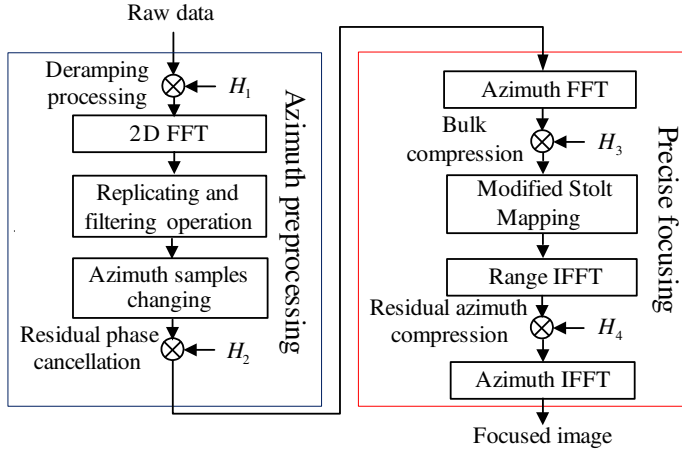 Raw data
Deramping
processing
H1
2D FFT
Replicating and
filtering operation
Azimuth samples
changing
Residual phase
cancellation
H2
Azimuth preprocessing
Azimuth FFT
Bulk
compression
H3
Modified Stolt
Mapping
Range IFFT
Residual azimuth
compression
H4
Azimuth IFFT
Precise focusing
Focused image